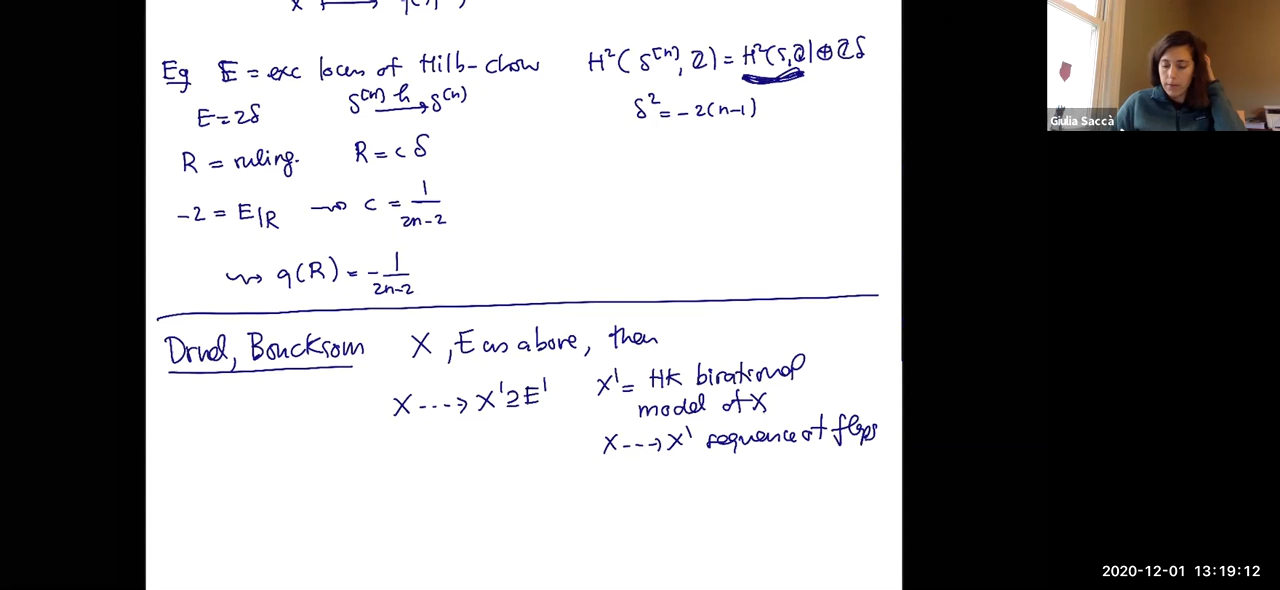 Eg E = exc locus of Hilb-Chow H²(S^[n], Z) = H²(S,Z) ⊕ Zδ
E = 2δ S^[n] h→ S^(n) δ² = -2(n-1)
R = ruling. R = c δ
-2 = E|R ⇝ c = 1/(2n-2)
⇝ q(R) = -1/(2n-2)
Druel, Boucksom X, E as above, then
X ---> X' ⊇ E' X' = HK birational
model of X
X ---> X' sequence of flops
Giulia Saccà
2020-12-01 13:19:12